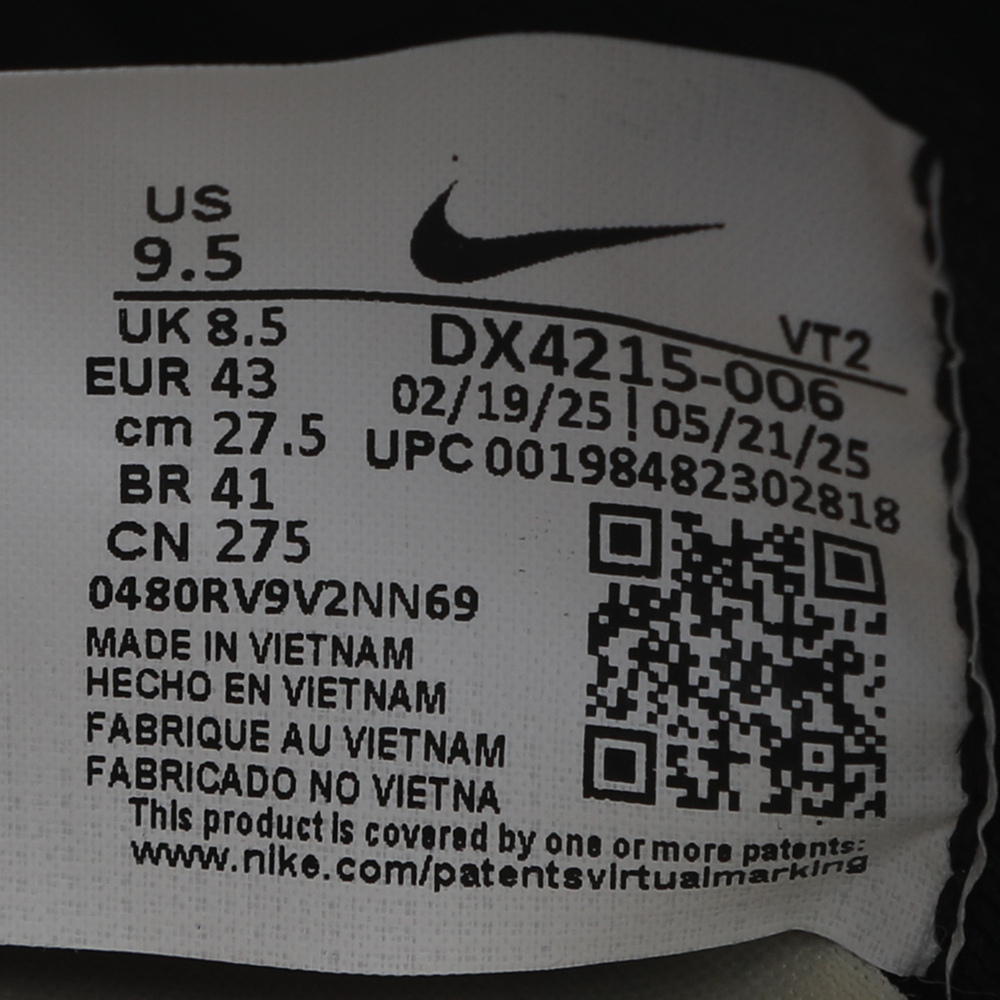 US
9.5
VT2
UK 8.5
DX4215-006
EUR 43
02/19/25 | 05/21/25
cm 27.5
UPC 00198482302818
BR 41
CN 275
0480RV9V2NN69
MADE IN VIETNAM
HECHO EN VIETNAM
FABRIQUE AU VIETNAM
FABRICADO NO VIETNA
This product is covered by one or more patents:
www.nike.com/patentsvirtualmarking